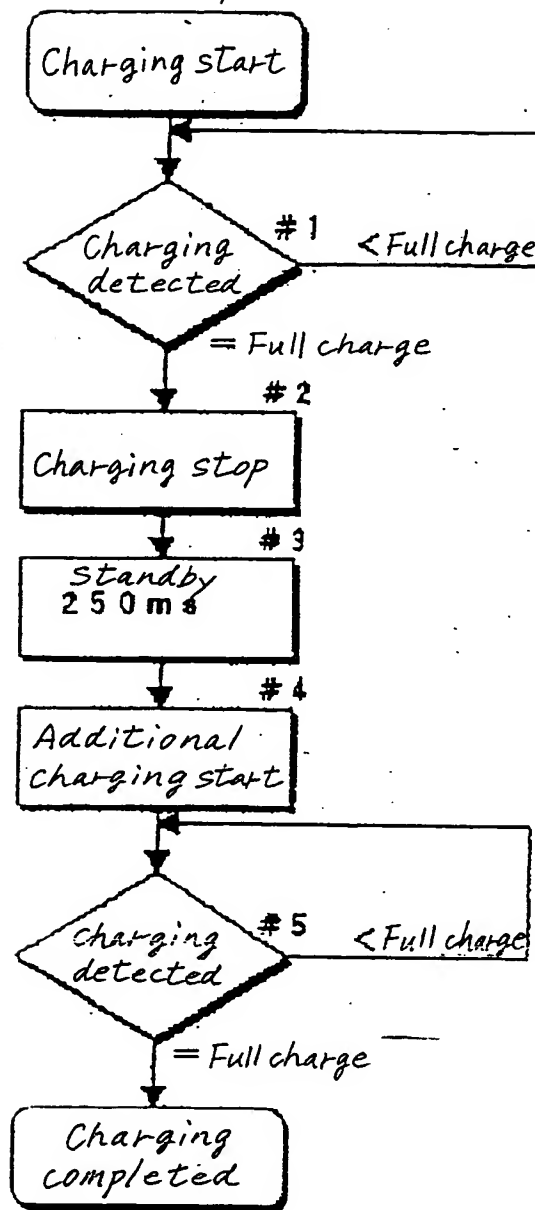 Charging start
#1
Charging
detected
< Full charge
= Full charge
#2
Charging stop
#3
Standby
250ms
#4
Additional
charging start
#5
Charging
detected
< Full charge
= Full charge
Charging
completed